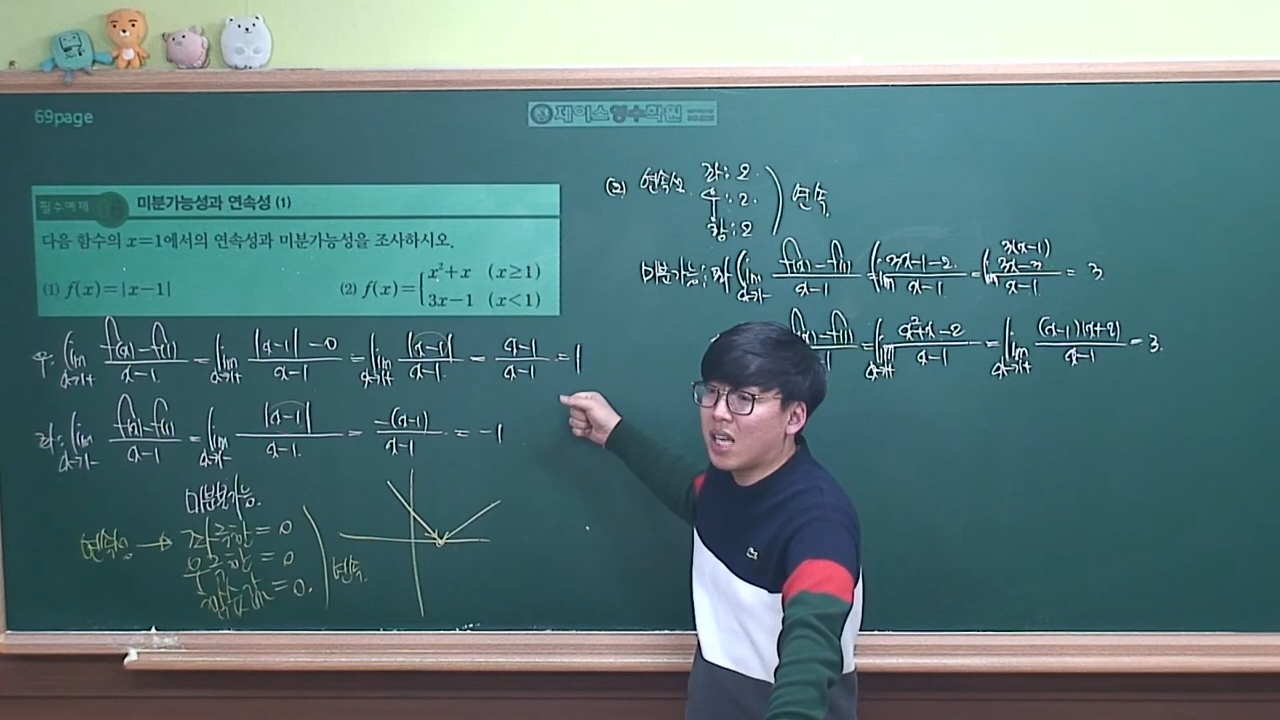 69page
제이스영수학원
필수예제
미분가능성과 연속성 (1)
다음 함수의 x=1에서의 연속성과 미분가능성을 조사하시오.
(1) f(x)=|x-1|
(2) f(x)={ x²+x (x≥1)
3x-1 (x<1)
우: lim x→1+ f(x)-f(1) / x-1 = lim x→1+ |x-1|-0 / x-1 = lim x→1+ |x-1| / x-1 = x-1 / x-1 = 1
좌: lim x→1- f(x)-f(1) / x-1 = lim x→1- |x-1| / x-1 = -(x-1) / x-1 = -1
미분불가능.
연속성 → 좌극한=0
우극한=0
함수값=0.
연속.
(2) 연속성 좌:2.
우:2.
함:2
연속
미분가능: 좌 lim x→1- f(x)-f(1) / x-1 = lim 3x-1-2 / x-1 = lim 3x-3 / x-1 = 3
3(x-1)
f(x)-f(1) / x-1 = lim x→1+ x²+x-2 / x-1 = lim x→1+ (x-1)(x+2) / x-1 = 3.